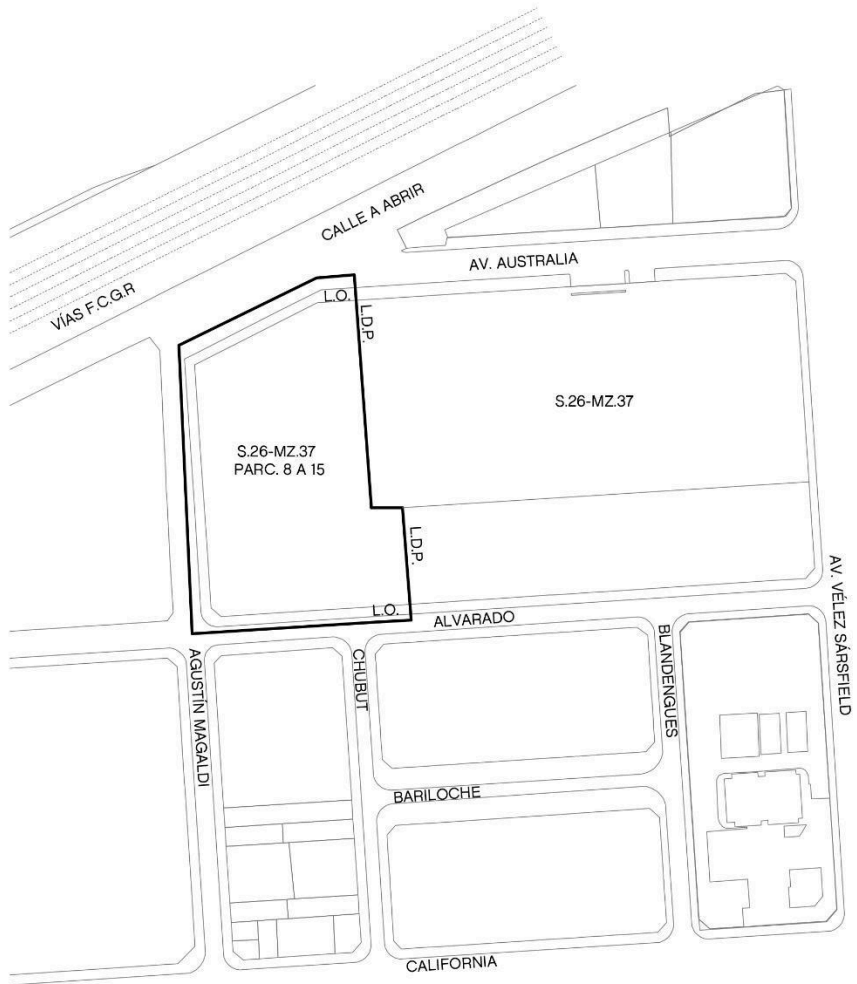 CALLE A ABRIR
AV. AUSTRALIA
VÍAS F.C.G.R
L.O.
L.D.P.
S.26-MZ.37
S.26-MZ.37
PARC. 8 A 15
L.D.P.
L.O.
ALVARADO
AV. VÉLEZ SÁRSFIELD
BLANDENGUES
CHUBUT
AGUSTÍN MAGALDI
BARILOCHE
CALIFORNIA